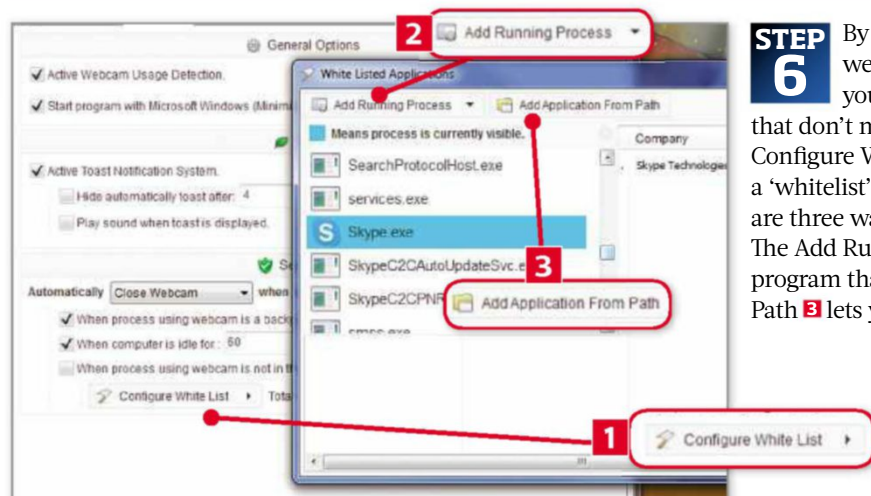 General Options
Active Webcam Usage Detection.
Start program with Microsoft Windows
Active Toast Notification System.
Hide automatically toast after: 4
Play sound when toast is displayed.
Automatically Close Webcam when
When process using webcam is a
When computer is idle for: 60
When process using webcam is not in
Configure White List
2 Add Running Process
White Listed Applications
Add Running Process
Add Application From Path
Means process is currently visible.
Company
SearchProtocolHost.exe
Skype Technologies
services.exe
Skype.exe
SkypeC2CAutoUpdateSvc.e
SkypeC2CPNR
smss.exe
3 Add Application From Path
1 Configure White List
STEP 6
By
we
you
that don't
Configure W
a 'whitelist'
are three wa
The Add Ru
program tha
Path 3 lets